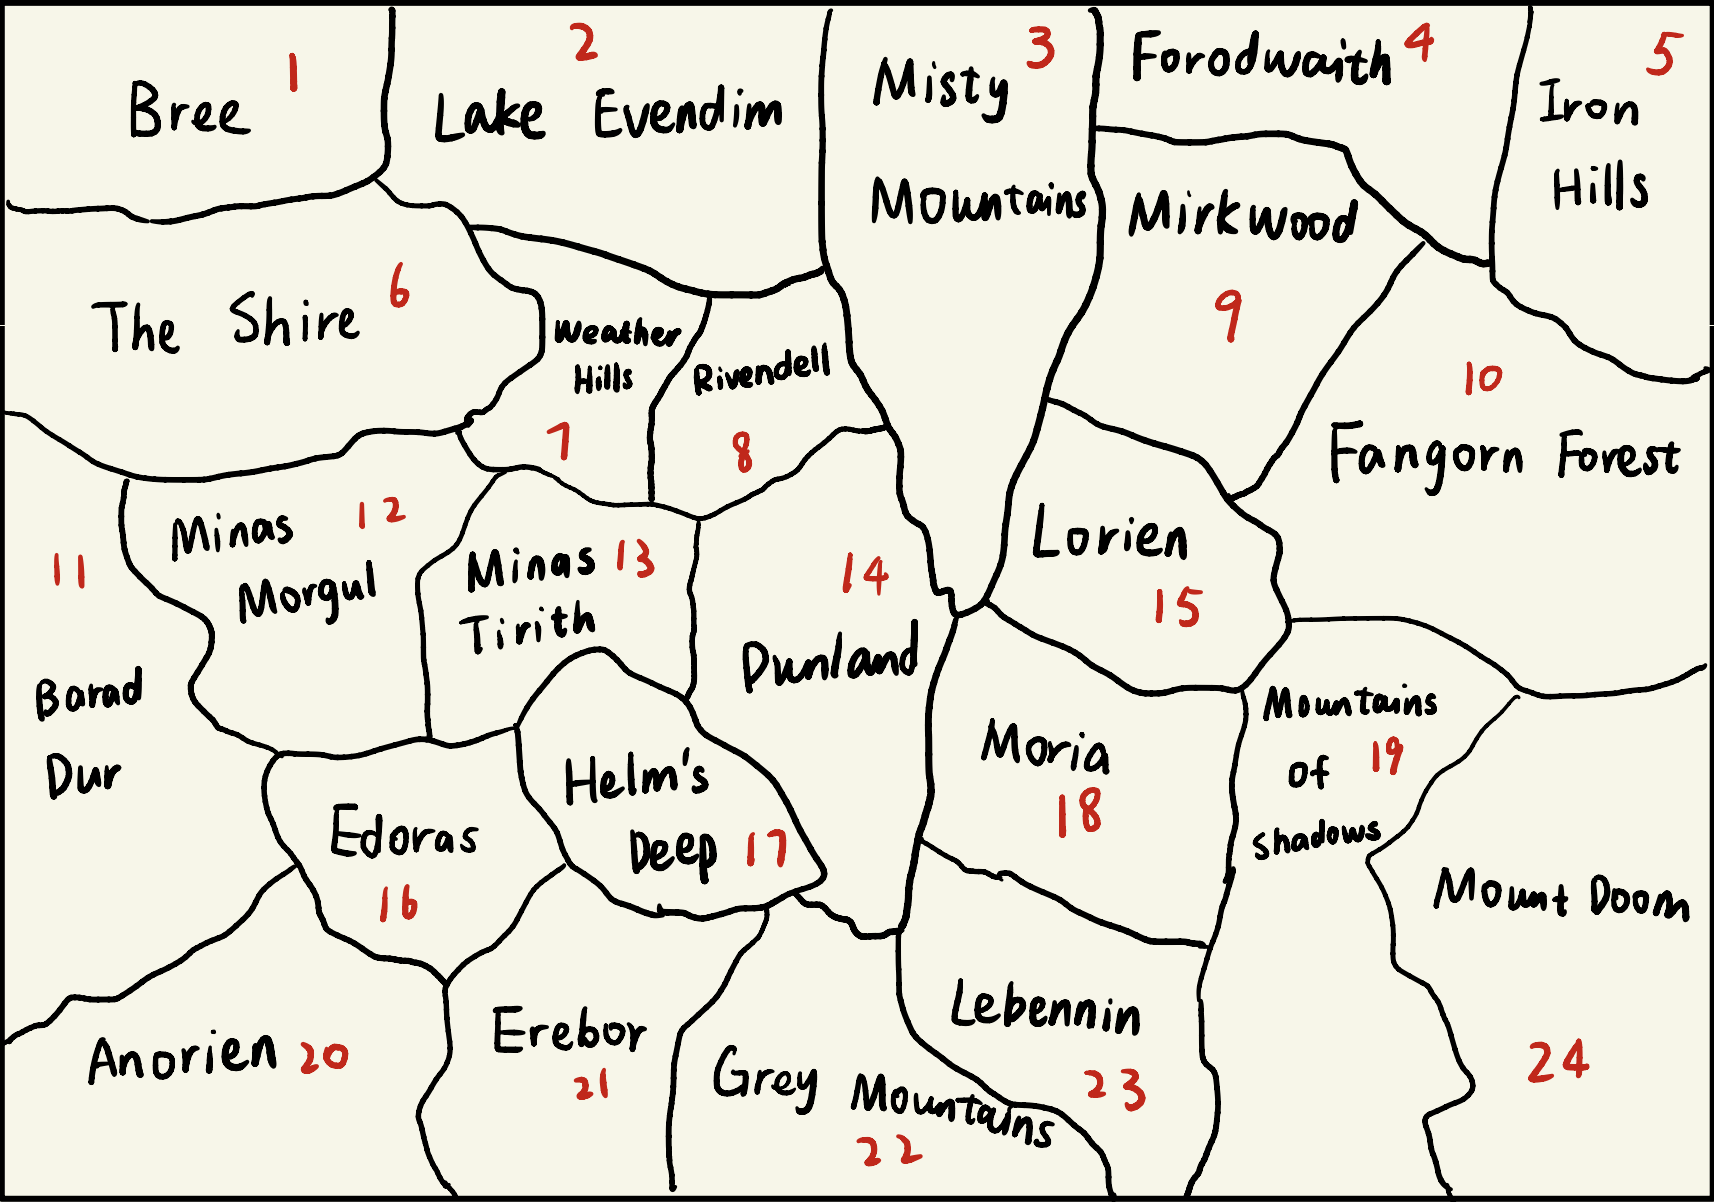 Bree 1
2
Lake Evendim
3
Misty
Mountains
Forodwaith 4
5
Iron
Hills
The Shire 6
Weather
Hills
7
Rivendell
8
Mirkwood
9
10
Fangorn Forest
11
Barad
Dur
12
Minas
Morgul
Minas 13
Tirith
14
Dunland
Lorien
15
Edoras
16
Helm's
Deep 17
Moria
18
Mountains
of 19
shadows
Anorien 20
Erebor
21
Grey Mountains
22
Lebennin
23
Mount Doom
24